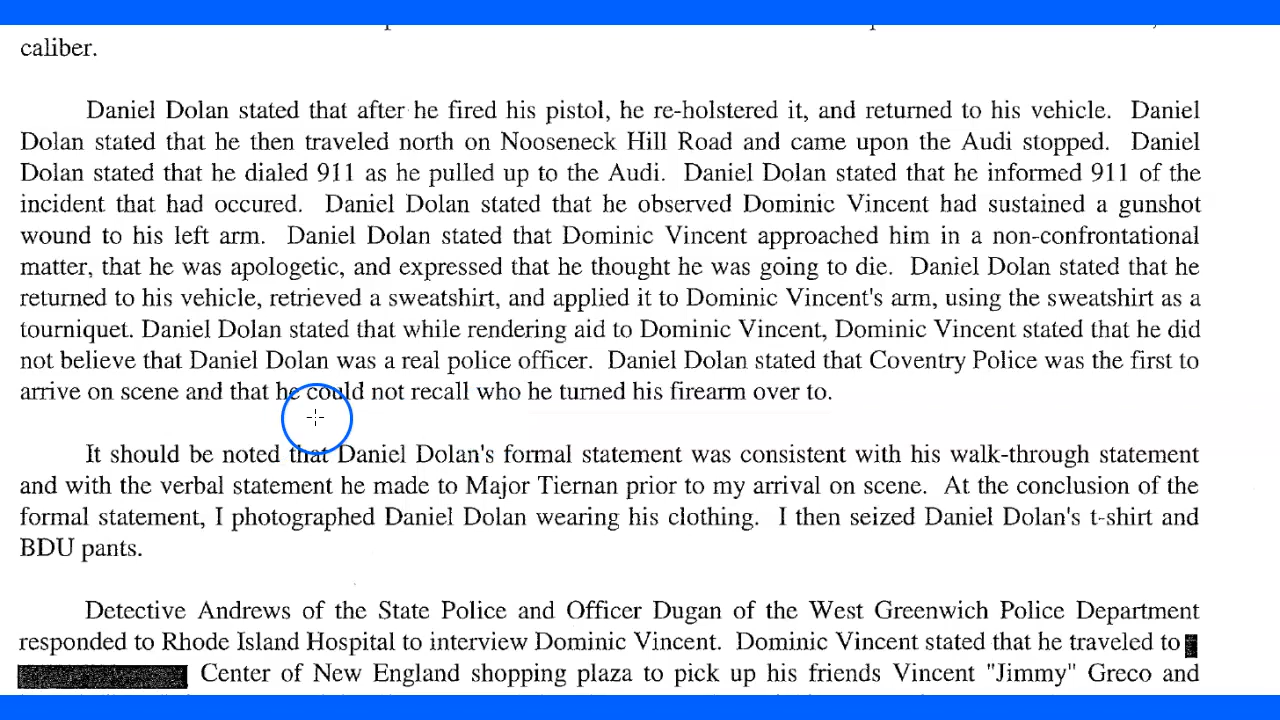 caliber.
Daniel Dolan stated that after he fired his pistol, he re-holstered it, and returned to his vehicle. Daniel
Dolan stated that he then traveled north on Nooseneck Hill Road and came upon the Audi stopped. Daniel
Dolan stated that he dialed 911 as he pulled up to the Audi. Daniel Dolan stated that he informed 911 of the
incident that had occured. Daniel Dolan stated that he observed Dominic Vincent had sustained a gunshot
wound to his left arm. Daniel Dolan stated that Dominic Vincent approached him in a non-confrontational
matter, that he was apologetic, and expressed that he thought he was going to die. Daniel Dolan stated that he
returned to his vehicle, retrieved a sweatshirt, and applied it to Dominic Vincent's arm, using the sweatshirt as a
tourniquet. Daniel Dolan stated that while rendering aid to Dominic Vincent, Dominic Vincent stated that he did
not believe that Daniel Dolan was a real police officer. Daniel Dolan stated that Coventry Police was the first to
arrive on scene and that he could not recall who he turned his firearm over to.
It should be noted that Daniel Dolan's formal statement was consistent with his walk-through statement
and with the verbal statement he made to Major Tiernan prior to my arrival on scene. At the conclusion of the
formal statement, I photographed Daniel Dolan wearing his clothing. I then seized Daniel Dolan's t-shirt and
BDU pants.
Detective Andrews of the State Police and Officer Dugan of the West Greenwich Police Department
responded to Rhode Island Hospital to interview Dominic Vincent. Dominic Vincent stated that he traveled to
Center of New England shopping plaza to pick up his friends Vincent "Jimmy" Greco and